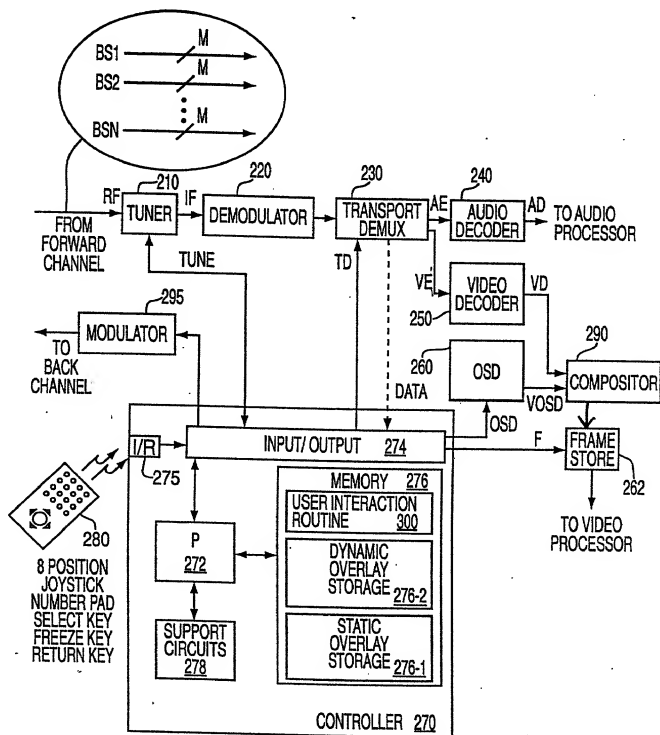 BS1 M
BS2 M
BSN M
210
220
230
240
RF
TUNER
IF
DEMODULATOR
TRANSPORT
DEMUX
AE
AUDIO
DECODER
AD
TO AUDIO
PROCESSOR
FROM
FORWARD
CHANNEL
TUNE
TD
VE
VIDEO
DECODER
250
VD
295
MODULATOR
TO
BACK
CHANNEL
260
OSD
290
COMPOSITOR
DATA
OSD
VOSD
F
FRAME
STORE
262
TO VIDEO
PROCESSOR
I/R
275
INPUT/OUTPUT 274
280
8 POSITION
JOYSTICK
NUMBER PAD
SELECT KEY
FREEZE KEY
RETURN KEY
P
272
SUPPORT
CIRCUITS
278
MEMORY 276
USER INTERACTION
ROUTINE 300
DYNAMIC
OVERLAY
STORAGE
276-2
STATIC
OVERLAY
STORAGE
276-1
CONTROLLER 270